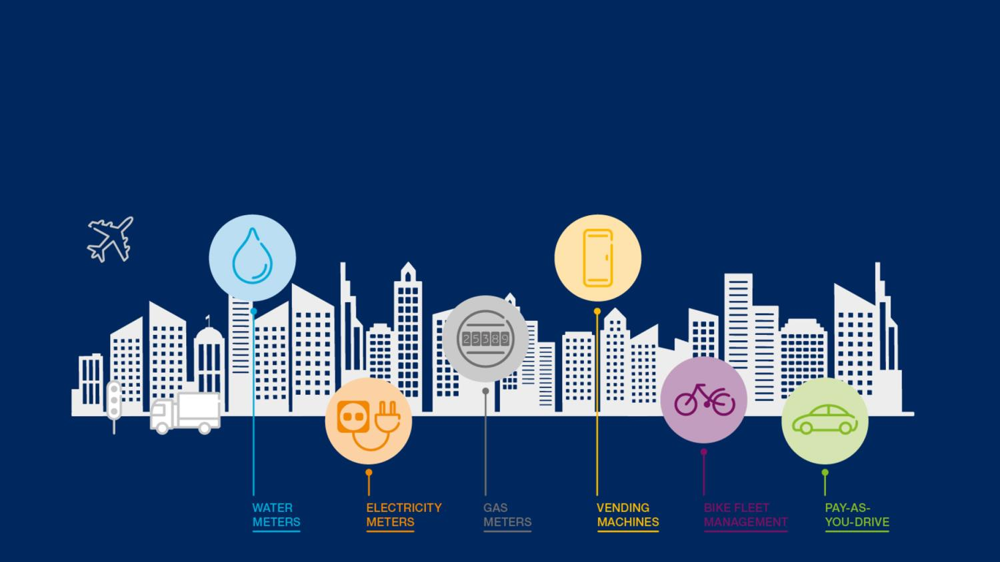 25389
WATER
METERS
ELECTRICITY
METERS
GAS
METERS
VENDING
MACHINES
BIKE FLEET
MANAGEMENT
PAY-AS-
YOU-DRIVE